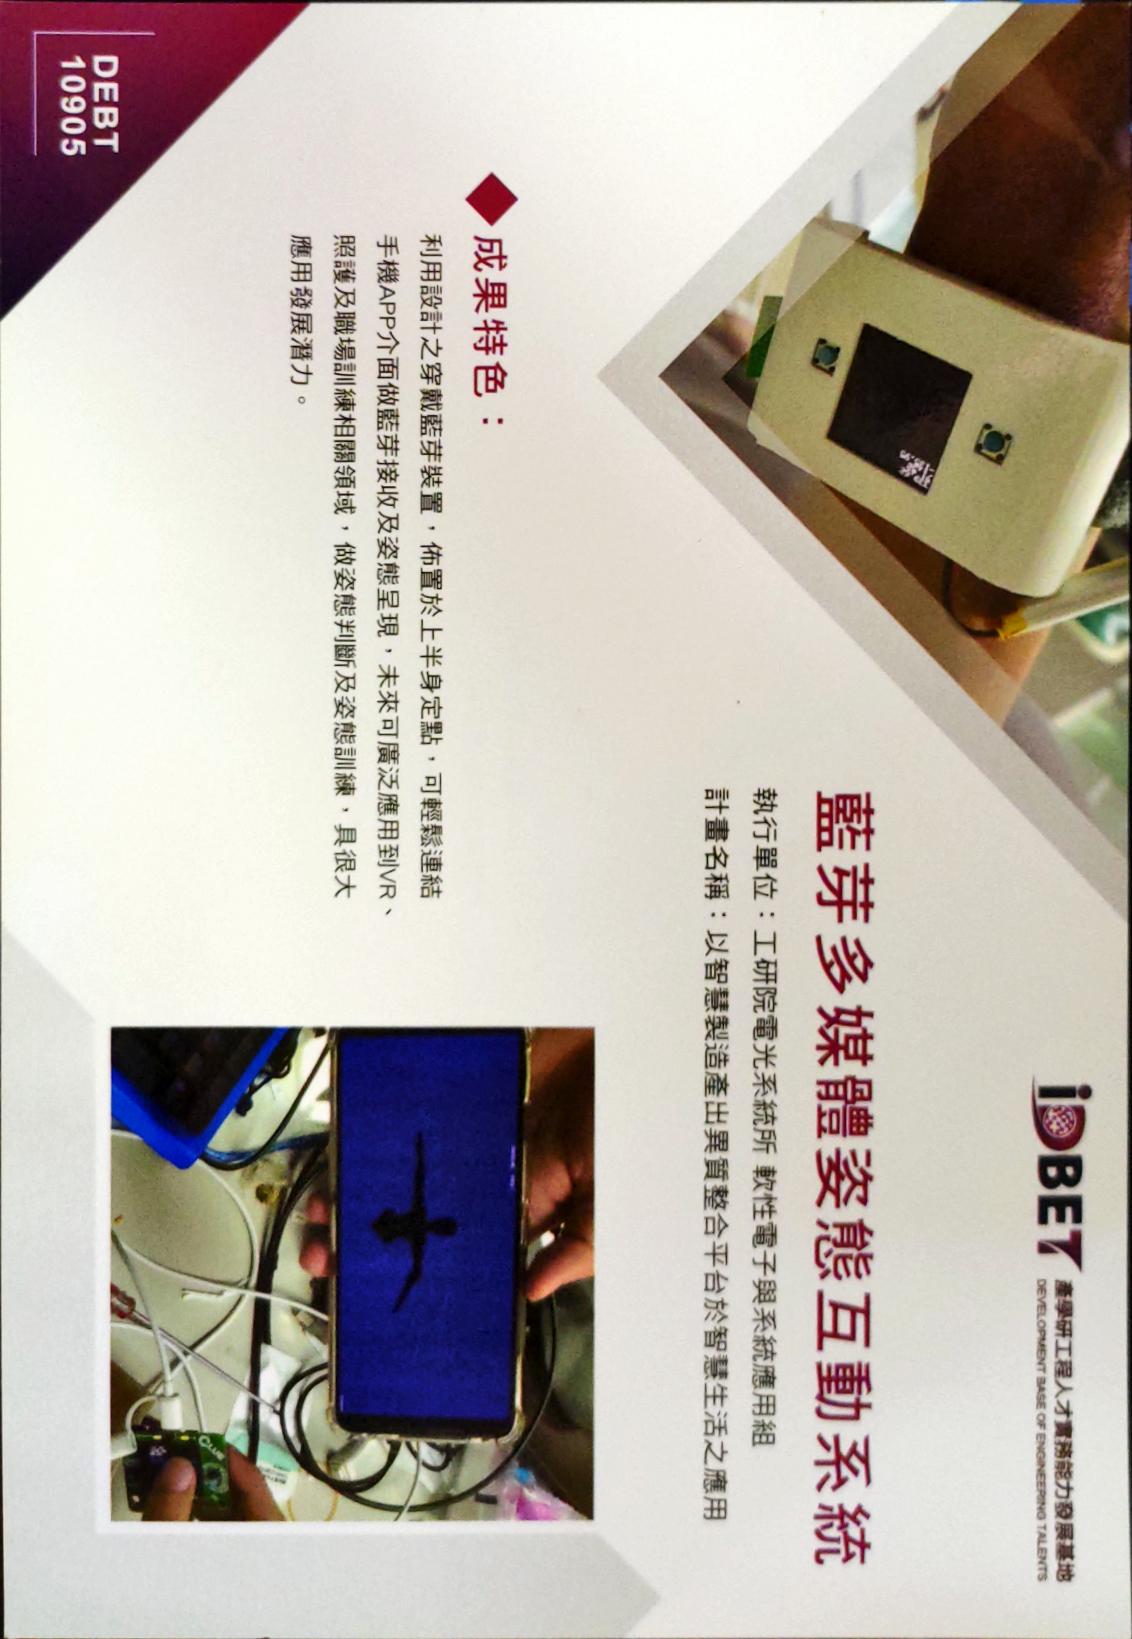 iDBET 產學研工程人才實務能力發展基地
DEVELOPMENT BASE OF ENGINEERING TALENTS
藍芽多媒體姿態互動系統
執行單位：工研院電光系統所 軟性電子與系統應用組
計畫名稱：以智慧製造產出異質整合平台於智慧生活之應用
成果特色：
利用設計之穿戴藍芽裝置，佈置於上半身定點，可輕鬆連結
手機APP介面做藍芽接收及姿態呈現，未來可廣泛應用到VR、
照護及職場訓練相關領域，做姿態判斷及姿態訓練，具很大
應用發展潛力。
CLUE
DEBT
10905